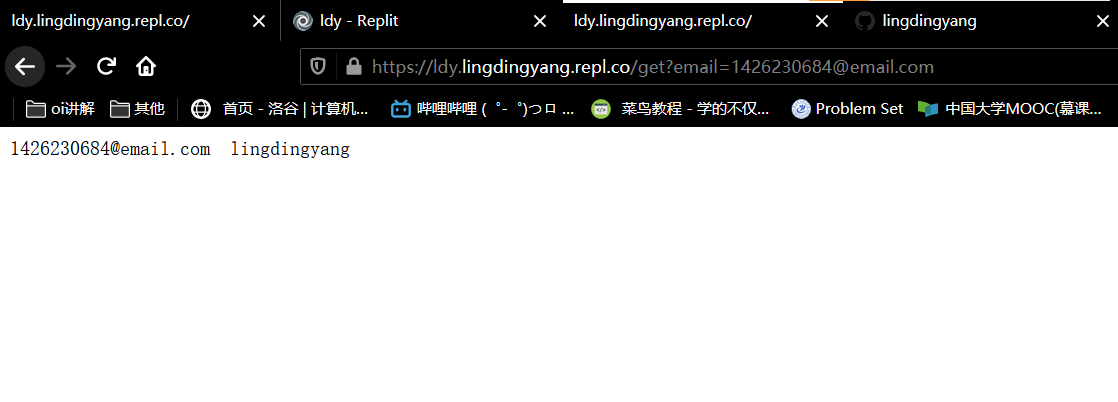 ldy.lingdingyang.repl.co/ ldy - Replit ldy.lingdingyang.repl.co/ lingdingyang
https://ldy.lingdingyang.repl.co/get?email=1426230684@email.com
oi讲解 其他 首页 - 洛谷 | 计算机... 哔哩哔哩 ( ゜- ゜)つロ ... 菜鸟教程 - 学的不仅... Problem Set 中国大学MOOC(慕课...
1426230684@email.com lingdingyang